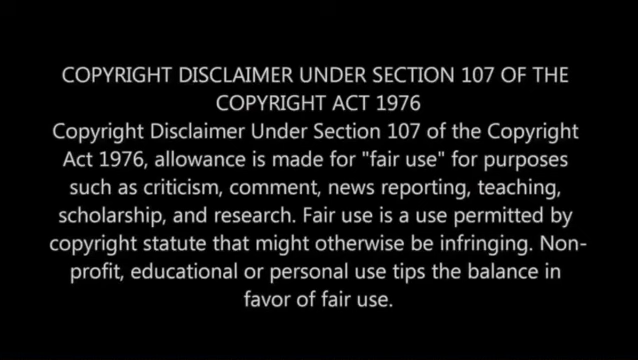 COPYRIGHT DISCLAIMER UNDER SECTION 107 OF THE
COPYRIGHT ACT 1976
Copyright Disclaimer Under Section 107 of the Copyright
Act 1976, allowance is made for "fair use" for purposes
such as criticism, comment, news reporting, teaching,
scholarship, and research. Fair use is a use permitted by
copyright statute that might otherwise be infringing. Non-
profit, educational or personal use tips the balance in
favor of fair use.